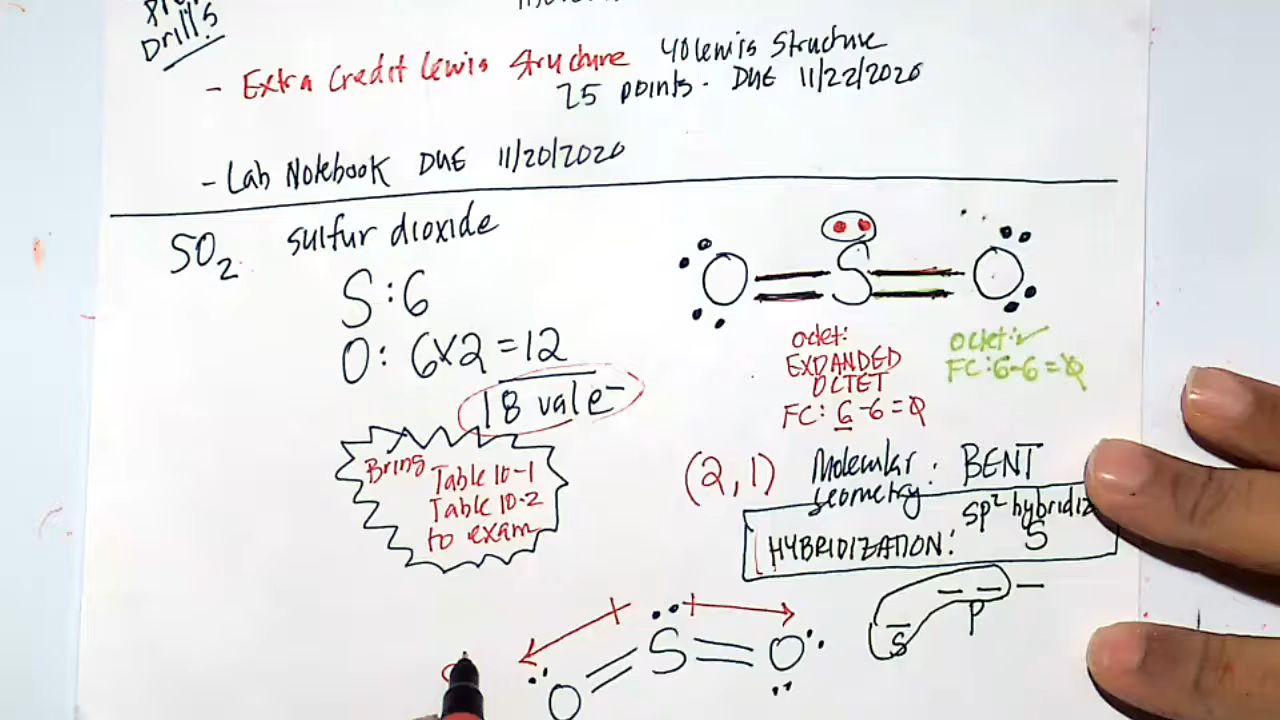 Drills
- Extra Credit Lewis Structure 40 Lewis Structure
25 points. DUE 11/22/2020
- Lab Notebook DUE 11/20/2020
SO2 sulfur dioxide
S:6
O: 6x2=12
18 val e-
Bring Table 10-1
Table 10-2
to exam
O S O
octet:
EXPANDED
OCTET
FC: 6-6=0
octet: ✓
FC:6-6=0
(2,1) Molecular geometry: BENT
HYBRIDIZATION: sp2 hybridiz
S
S P
S O
O